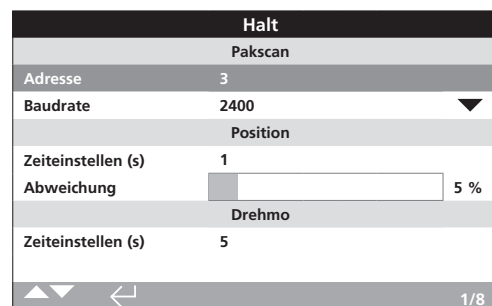 Halt
Pakscan
Adresse 3
Baudrate 2400
Position
Zeiteinstellen (s) 1
Abweichung 5 %
Drehmo
Zeiteinstellen (s) 5
1/8